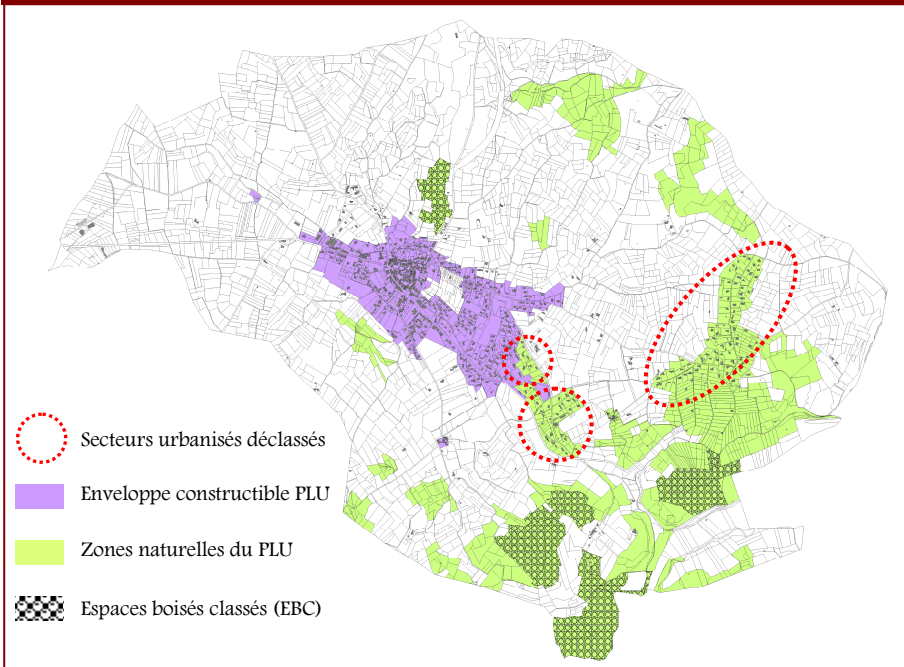 Secteurs urbanisés déclassés
Enveloppe constructible PLU
Zones naturelles du PLU
Espaces boisés classés (EBC)